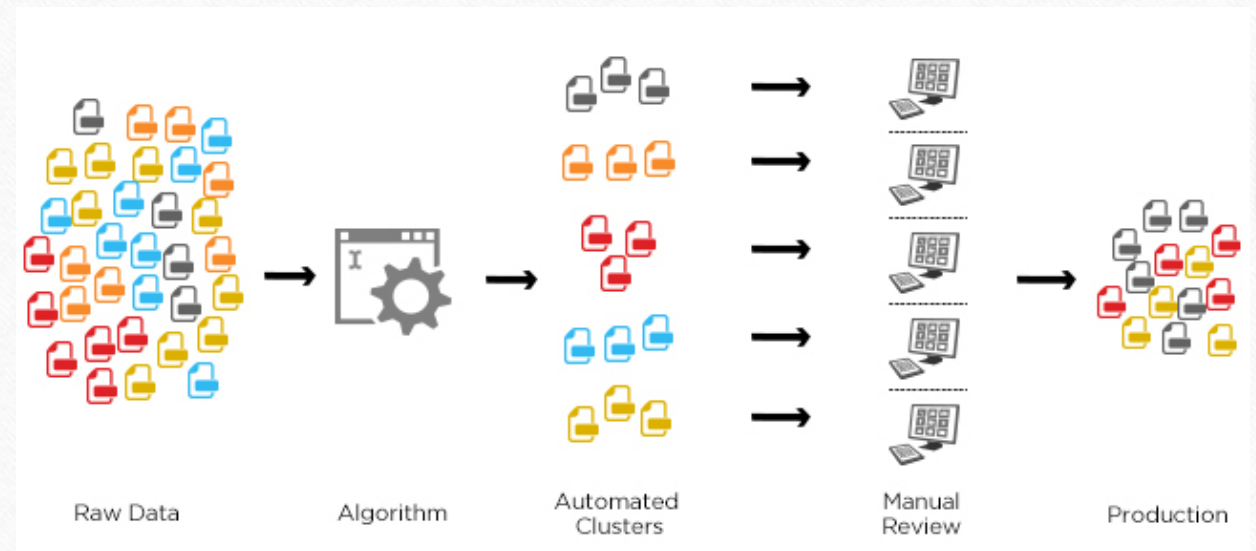 Raw Data
Algorithm
Automated
Clusters
Manual
Review
Production